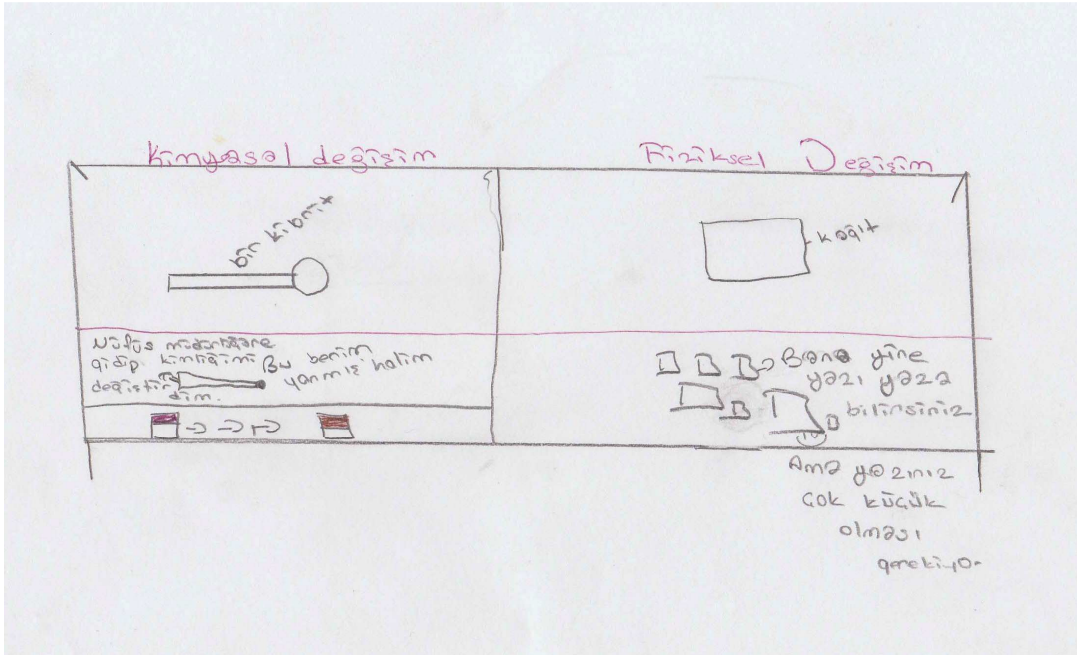 Kimyasal değişim
Fiziksel Değişim
bir kibrit
kağıt
Nüfus müdürlüğüne
gidip kimliğimi
değiştirdim.
Bu benim
yanmış halim
Bana yine
yazı yaza
bilirsiniz
Ama yazınız
çok küçük
olması
gerekiyor